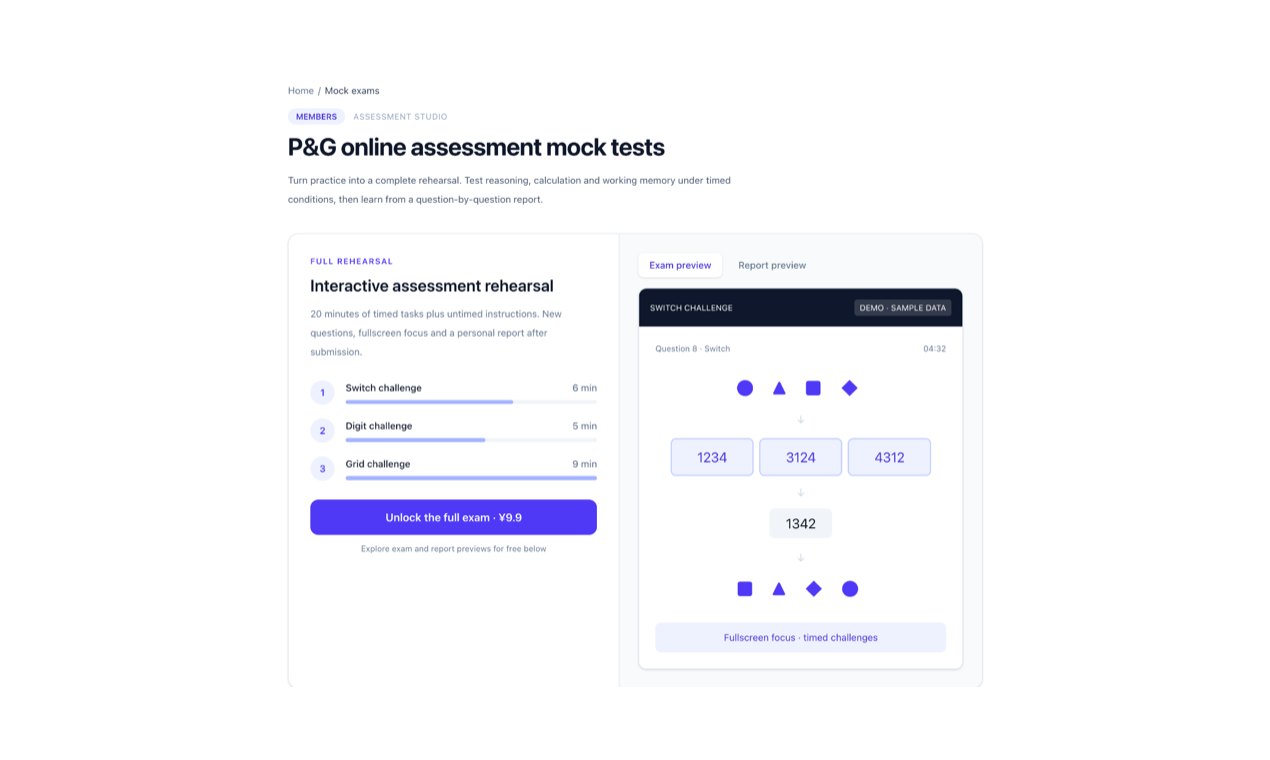 Home / Mock exams
MEMBERS ASSESSMENT STUDIO
P&G online assessment mock tests
Turn practice into a complete rehearsal. Test reasoning, calculation and working memory under timed
conditions, then learn from a question-by-question report.
FULL REHEARSAL
Interactive assessment rehearsal
20 minutes of timed tasks plus untimed instructions. New
questions, fullscreen focus and a personal report after
submission.
1 Switch challenge 6 min
2 Digit challenge 5 min
3 Grid challenge 9 min
Unlock the full exam · ¥9.9
Explore exam and report previews for free below
Exam preview Report preview
SWITCH CHALLENGE DEMO · SAMPLE DATA
Question 8 · Switch 04:32
↓
1234 3124 4312
↓
1342
↓
Fullscreen focus · timed challenges